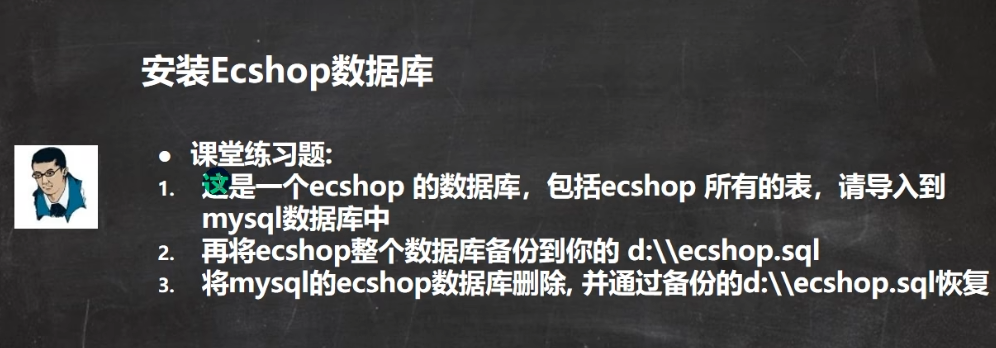 安装Ecshop数据库
● 课堂练习题:
1. 这是一个ecshop 的数据库，包括ecshop 所有的表，请导入到
mysql数据库中
2. 再将ecshop整个数据库备份到你的 d:\\ecshop.sql
3. 将mysql的ecshop数据库删除, 并通过备份的d:\\ecshop.sql恢复